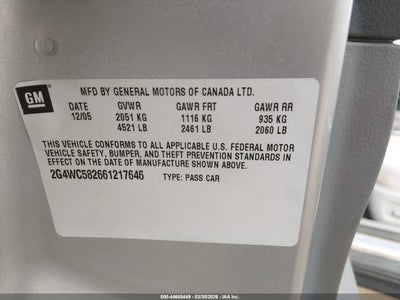 GM
MFD BY GENERAL MOTORS OF CANADA LTD.
DATE GVWR GAWR FRT GAWR RR
12/05 2051 KG 1116 KG 935 KG
4521 LB 2461 LB 2060 LB
THIS VEHICLE CONFORMS TO ALL APPLICABLE U.S. FEDERAL MOTOR
VEHICLE SAFETY, BUMPER, AND THEFT PREVENTION STANDARDS IN
EFFECT ON THE DATE OF MANUFACTURE SHOWN ABOVE.
2G4WC582661217646 TYPE: PASS CAR
800-44655449 - 03/30/2026 - IAA Inc.